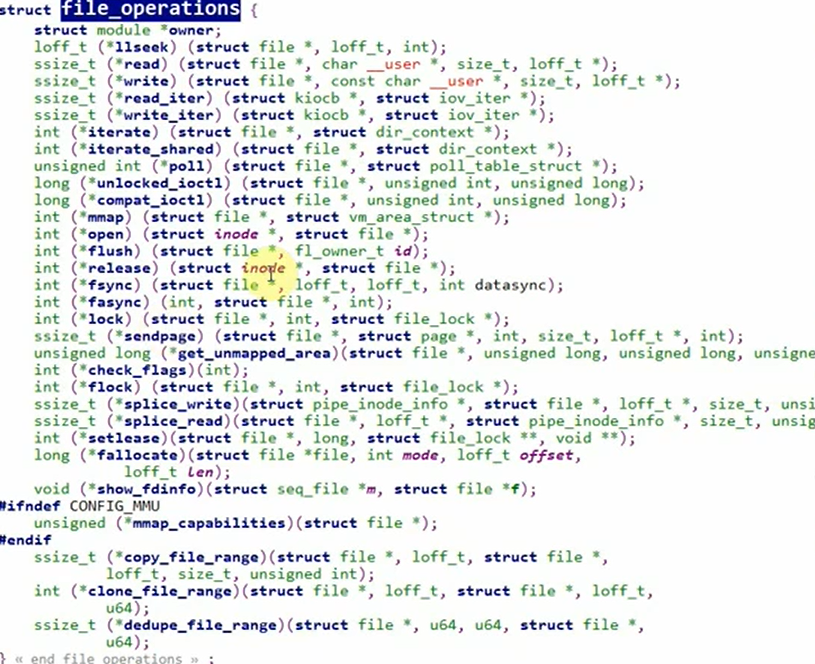 struct file_operations {
struct module *owner;
loff_t (*llseek) (struct file *, loff_t, int);
ssize_t (*read) (struct file *, char __user *, size_t, loff_t *);
ssize_t (*write) (struct file *, const char __user *, size_t, loff_t *);
ssize_t (*read_iter) (struct kiocb *, struct iov_iter *);
ssize_t (*write_iter) (struct kiocb *, struct iov_iter *);
int (*iterate) (struct file *, struct dir_context *);
int (*iterate_shared) (struct file *, struct dir_context *);
unsigned int (*poll) (struct file *, struct poll_table_struct *);
long (*unlocked_ioctl) (struct file *, unsigned int, unsigned long);
long (*compat_ioctl) (struct file *, unsigned int, unsigned long);
int (*mmap) (struct file *, struct vm_area_struct *);
int (*open) (struct inode *, struct file *);
int (*flush) (struct file *, fl_owner_t id);
int (*release) (struct inode *, struct file *);
int (*fsync) (struct file *, loff_t, loff_t, int datasync);
int (*fasync) (int, struct file *, int);
int (*lock) (struct file *, int, struct file_lock *);
ssize_t (*sendpage) (struct file *, struct page *, int, size_t, loff_t *, int);
unsigned long (*get_unmapped_area)(struct file *, unsigned long, unsigned long, unsigne
int (*check_flags)(int);
int (*flock) (struct file *, int, struct file_lock *);
ssize_t (*splice_write)(struct pipe_inode_info *, struct file *, loff_t *, size_t, unsi
ssize_t (*splice_read)(struct file *, loff_t *, struct pipe_inode_info *, size_t, unsig
int (*setlease)(struct file *, long, struct file_lock **, void **);
long (*fallocate)(struct file *file, int mode, loff_t offset,
loff_t len);
void (*show_fdinfo)(struct seq_file *m, struct file *f);
#ifndef CONFIG_MMU
unsigned (*mmap_capabilities)(struct file *);
#endif
ssize_t (*copy_file_range)(struct file *, loff_t, struct file *,
loff_t, size_t, unsigned int);
int (*clone_file_range)(struct file *, loff_t, struct file *, loff_t,
u64);
ssize_t (*dedupe_file_range)(struct file *, u64, u64, struct file *,
u64);
} « end file_operations » ;